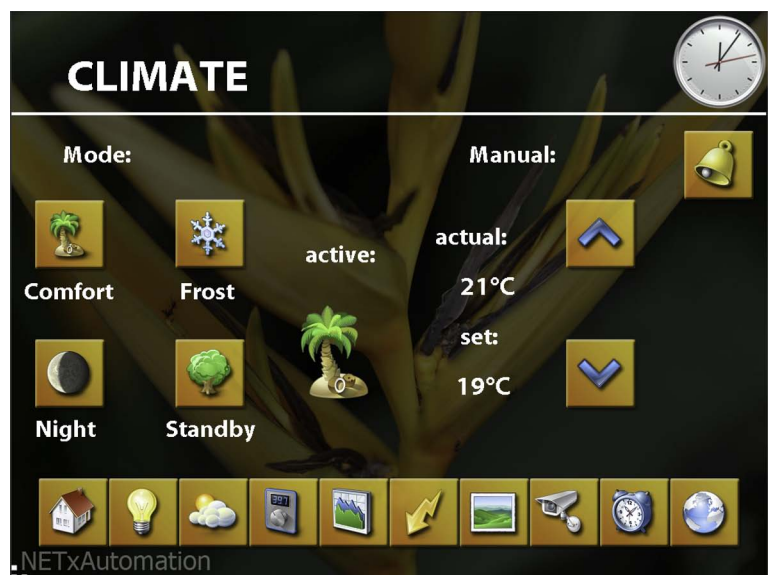 CLIMATE
Mode:
Manual:
active:
actual:
21°C
Comfort
Frost
set:
19°C
Night
Standby
NETxAutomation